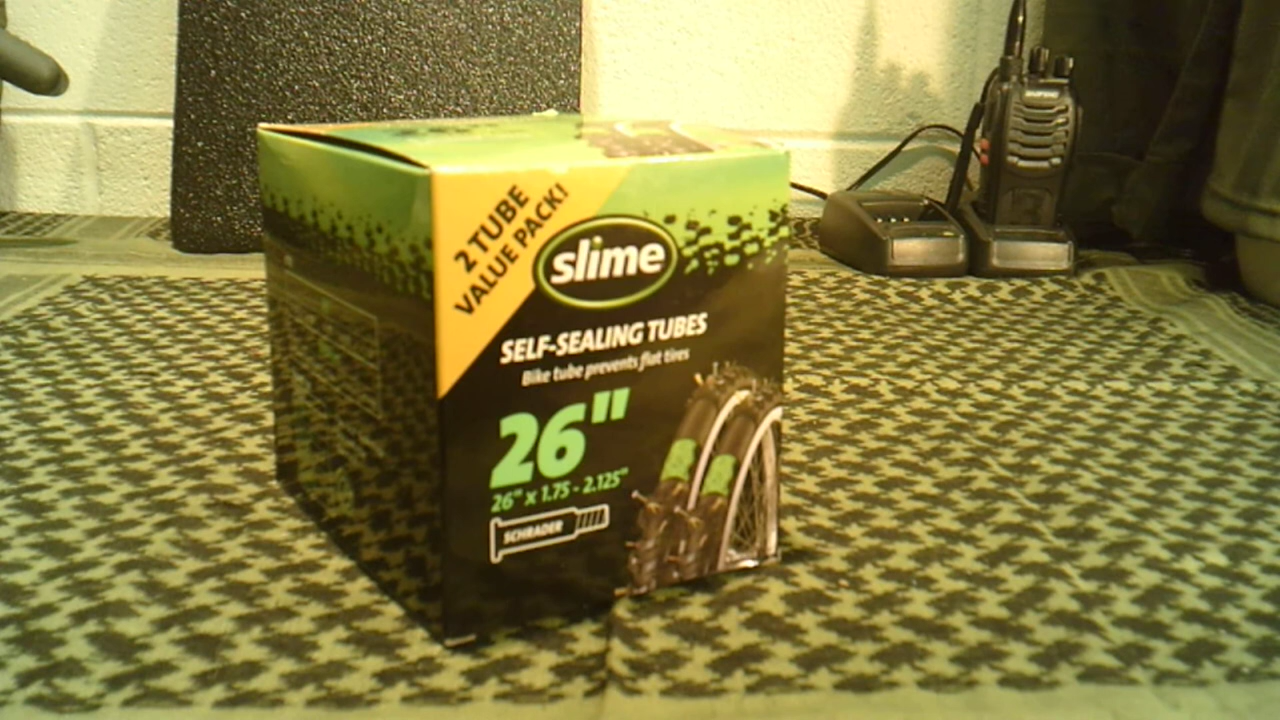 2 TUBE
VALUE PACK!
slime
SELF-SEALING TUBES
Bike tube prevents flat tires
26"
26" x 1.75 - 2.125"
SCHRADER